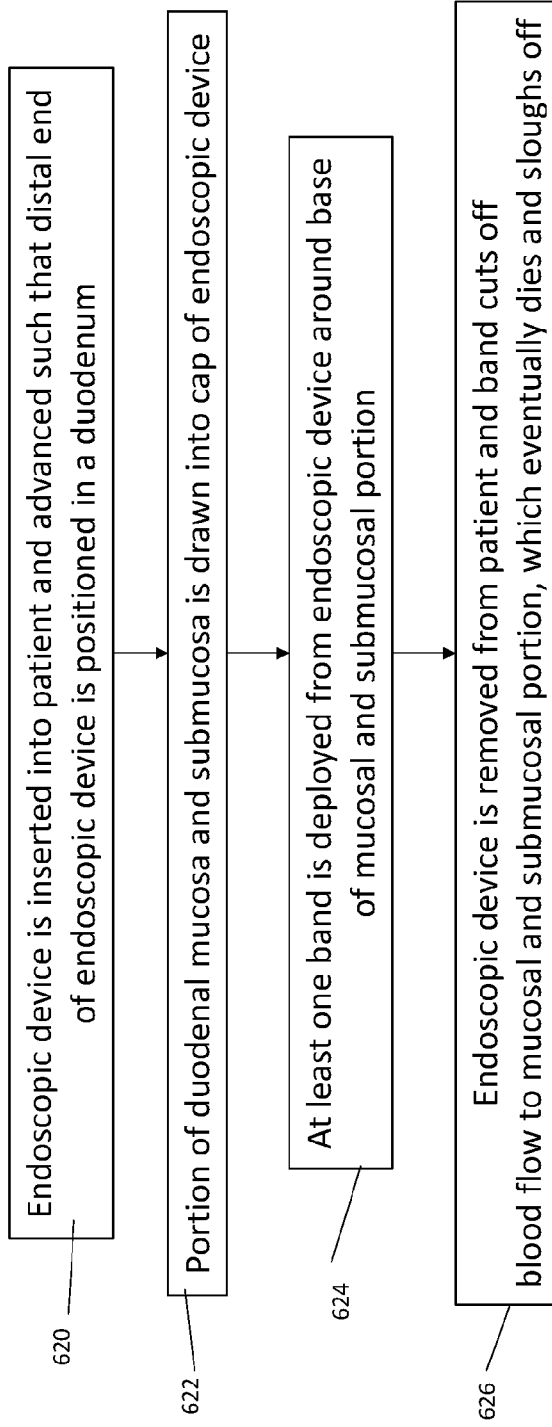 Endoscopic device is inserted into patient and advanced such that distal end
of endoscopic device is positioned in a duodenum
620
Portion of duodenal mucosa and submucosa is drawn into cap of endoscopic device
622
At least one band is deployed from endoscopic device around base
of mucosal and submucosal portion
624
Endoscopic device is removed from patient and band cuts off
blood flow to mucosal and submucosal portion, which eventually dies and sloughs off
626